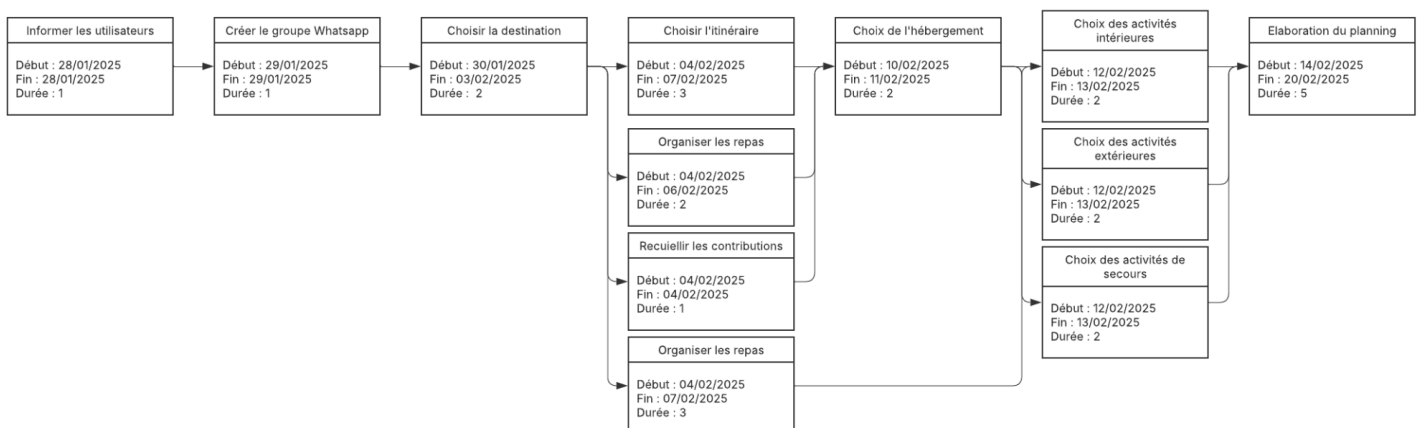 Informer les utilisateurs
Début : 28/01/2025
Fin : 28/01/2025
Durée : 1
Créer le groupe Whatsapp
Début : 29/01/2025
Fin : 29/01/2025
Durée : 1
Choisir la destination
Début : 30/01/2025
Fin : 03/02/2025
Durée :  2
Choisir l'itinéraire
Début : 04/02/2025
Fin : 07/02/2025
Durée : 3
Organiser les repas
Début : 04/02/2025
Fin : 06/02/2025
Durée : 2
Recuiellir les contributions
Début : 04/02/2025
Fin : 04/02/2025
Durée : 1
Organiser les repas
Début : 04/02/2025
Fin : 07/02/2025
Durée : 3
Choix de l'hébergement
Début : 10/02/2025
Fin : 11/02/2025
Durée : 2
Choix des activités
intérieures
Début : 12/02/2025
Fin : 13/02/2025
Durée : 2
Choix des activités
extérieures
Début : 12/02/2025
Fin : 13/02/2025
Durée : 2
Choix des activités de
secours
Début : 12/02/2025
Fin : 13/02/2025
Durée : 2
Elaboration du planning
Début : 14/02/2025
Fin : 20/02/2025
Durée : 5